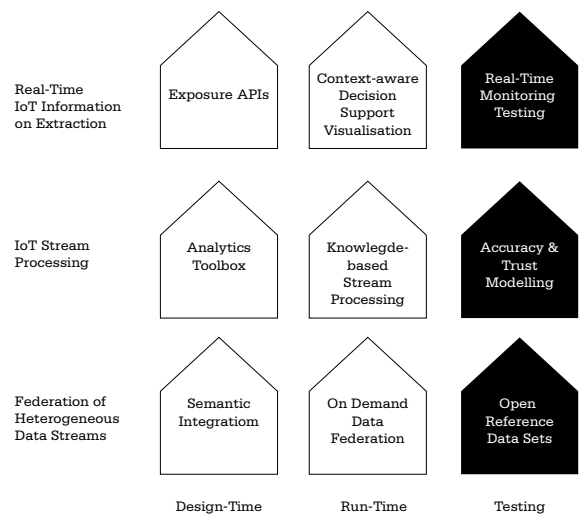 Real-Time
IoT Information
on Extraction
Exposure APIs
Context-aware
Decision
Support
Visualisation
Real-Time
Monitoring
Testing
IoT Stream
Processing
Analytics
Toolbox
Knowlegde-
based
Stream
Processing
Accuracy &
Trust
Modelling
Federation of
Heterogeneous
Data Streams
Semantic
Integratiom
On Demand
Data
Federation
Open
Reference
Data Sets
Design-Time
Run-Time
Testing